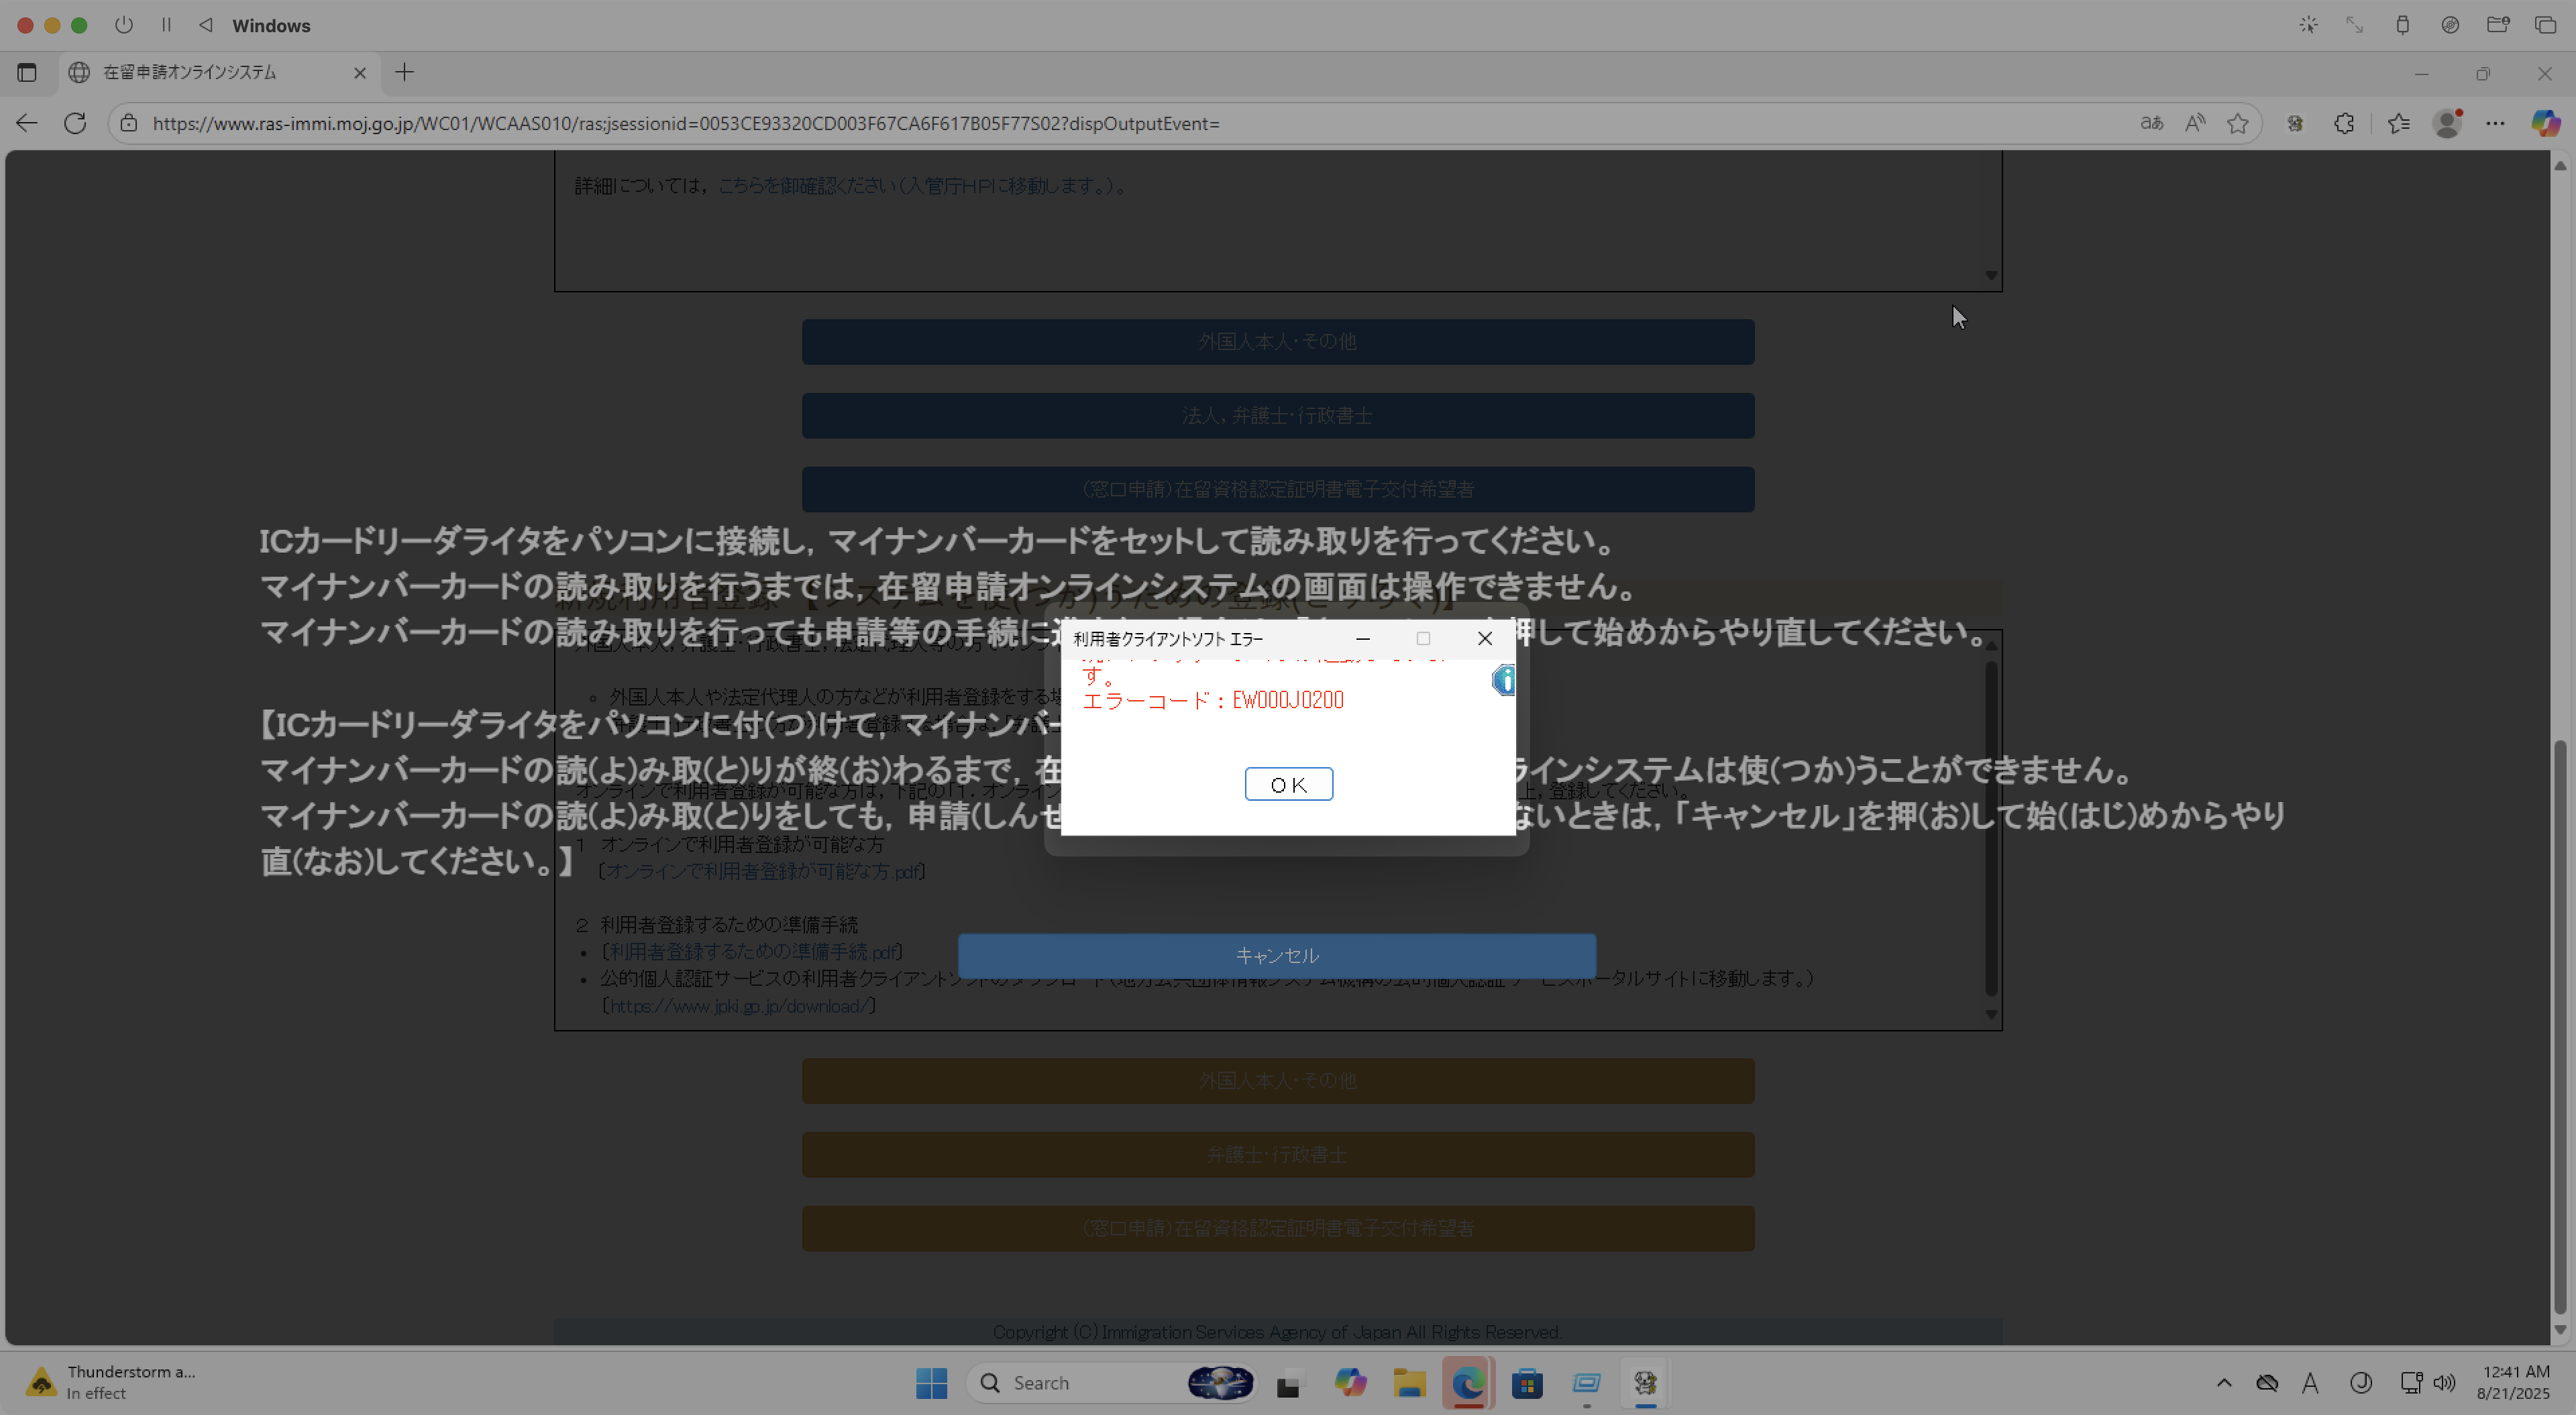 Windows
在留申請オンラインシステム
https://www.ras-immi.moj.go.jp/WC01/WCAAS010/ras;jsessionid=0053CE93320CD003F67CA6F617B05F77S02?dispOutputEvent=
詳細については，こちらを御確認ください（入管庁HPに移動します。）。
外国人本人・その他
法人，弁護士・行政書士
（窓口申請）在留資格認定証明書電子交付希望者
ICカードリーダライタをパソコンに接続し，マイナンバーカードをセットして読み取りを行ってください。
マイナンバーカードの読み取りを行うまでは，在留申請オンラインシステムの画面は操作できません。
マイナンバーカードの読み取りを行っても申請等の手続に
押して始めからやり直してください。
利用者クライアントソフト エラー
す。
エラーコード：EW000J0200
OK
【ICカードリーダライタをパソコンに付(つ)けて，マイナンバー
マイナンバーカードの読(よ)み取(と)りが終(お)わるまで，在
ラインシステムは使(つか)うことができません。
マイナンバーカードの読(よ)み取(と)りをしても，申請(しんせ
ないときは，「キャンセル」を押(お)して始(はじ)めからやり
直(なお)してください。】
外国人本人や法定代理人の方などが利用者登録をする場
オンラインで利用者登録が可能な方は，下記の「1．オンライン
上，登録してください。
1 オンラインで利用者登録が可能な方
［オンラインで利用者登録が可能な方.pdf］
2 利用者登録するための準備手続
• ［利用者登録するための準備手続.pdf］
キャンセル
• 公的個人認証サービスの利用者クライアントソフトのダウンロード（地方公共団体情報システム機構の公的個人認証サービスポータルサイトに移動します。）
［https://www.jpki.go.jp/download/］
外国人本人・その他
弁護士・行政書士
（窓口申請）在留資格認定証明書電子交付希望者
Copyright (C) Immigration Services Agency of Japan All Rights Reserved.
Thunderstorm a...
In effect
Search
12:41 AM
8/21/2025